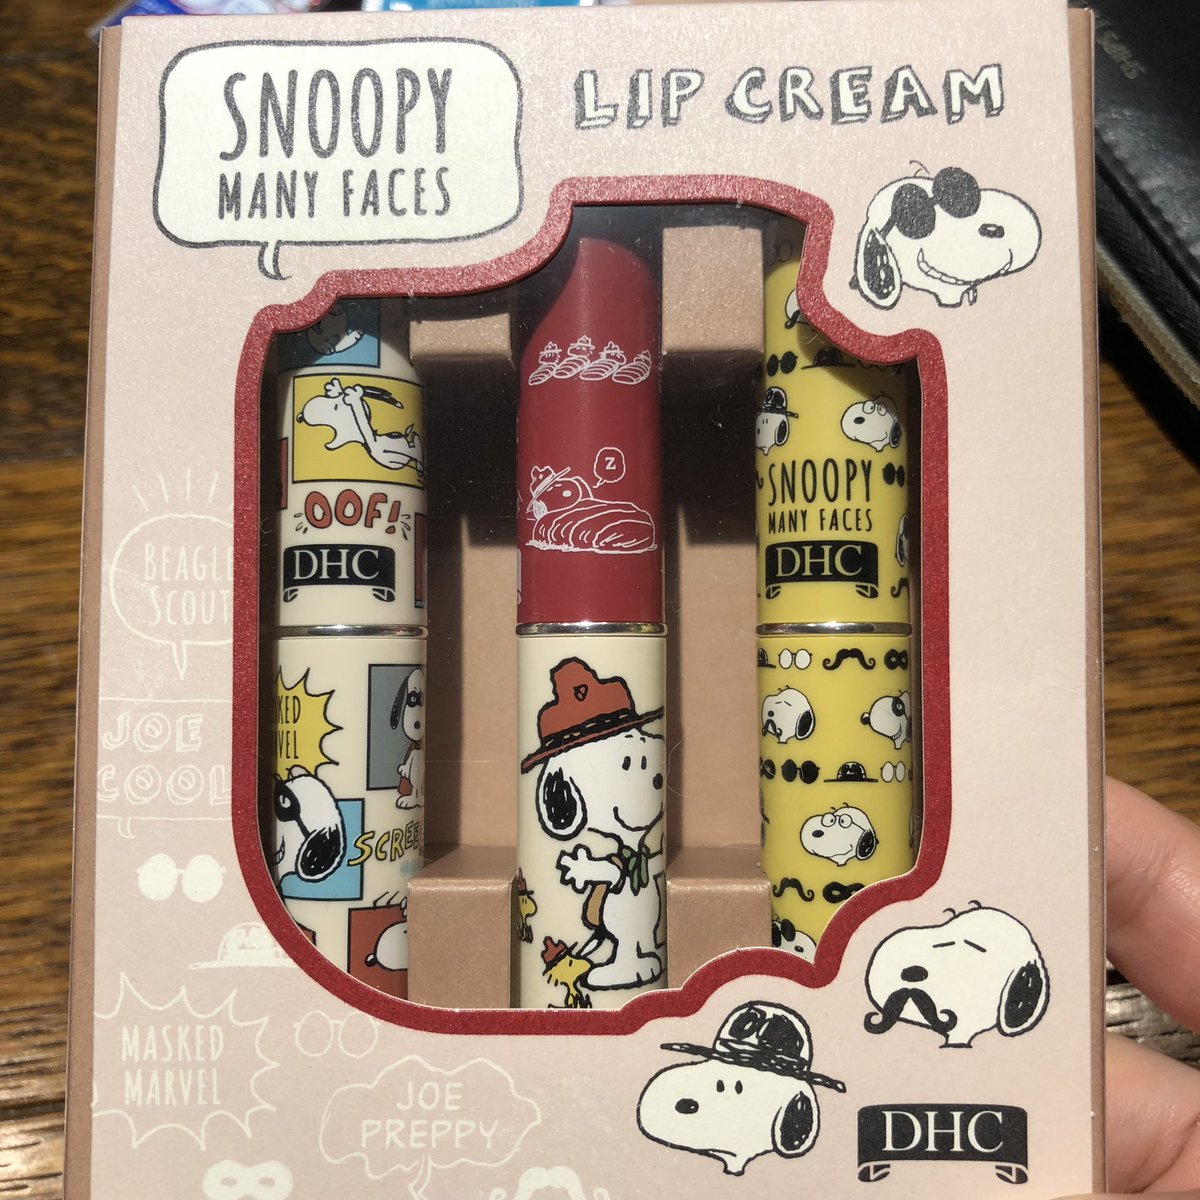 SNOOPY
MANY FACES
LIP CREAM
OOF!
DHC
Z
SNOOPY
MANY FACES
DHC
BEAGLE
SCOUT
JOE
COOL
MARVEL
MASKED
MARVEL
JOE
PREPPY
DHC